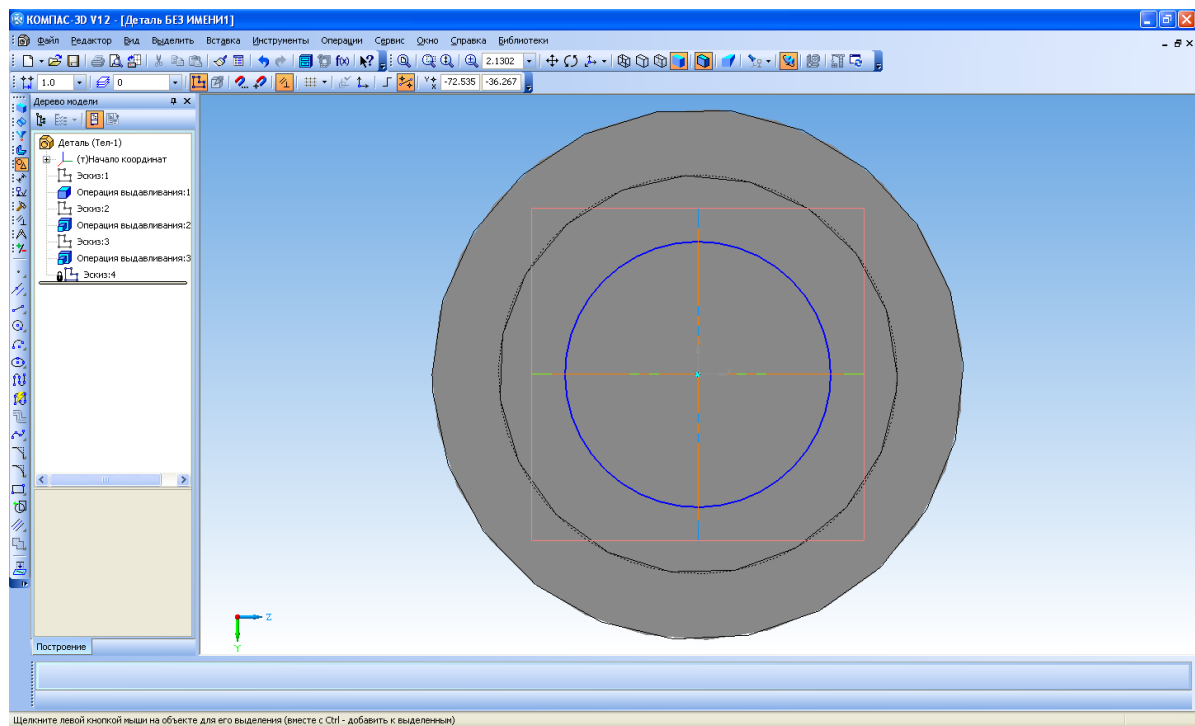 КОМПАС-3D V12 - [Деталь БЕЗ ИМЕНИ1]
Файл Редактор Вид Выделить Вставка Инструменты Операции Сервис Окно Справка Библиотеки
f(x) 2.1302
1.0 0 -72.535 -36.267
Дерево модели
Деталь (Тел-1)
(т)Начало координат
Эскиз:1
Операция выдавливания:1
Эскиз:2
Операция выдавливания:2
Эскиз:3
Операция выдавливания:3
Эскиз:4
Z
Y
Построение
Щелкните левой кнопкой мыши на объекте для его выделения (вместе с Ctrl - добавить к выделенным)